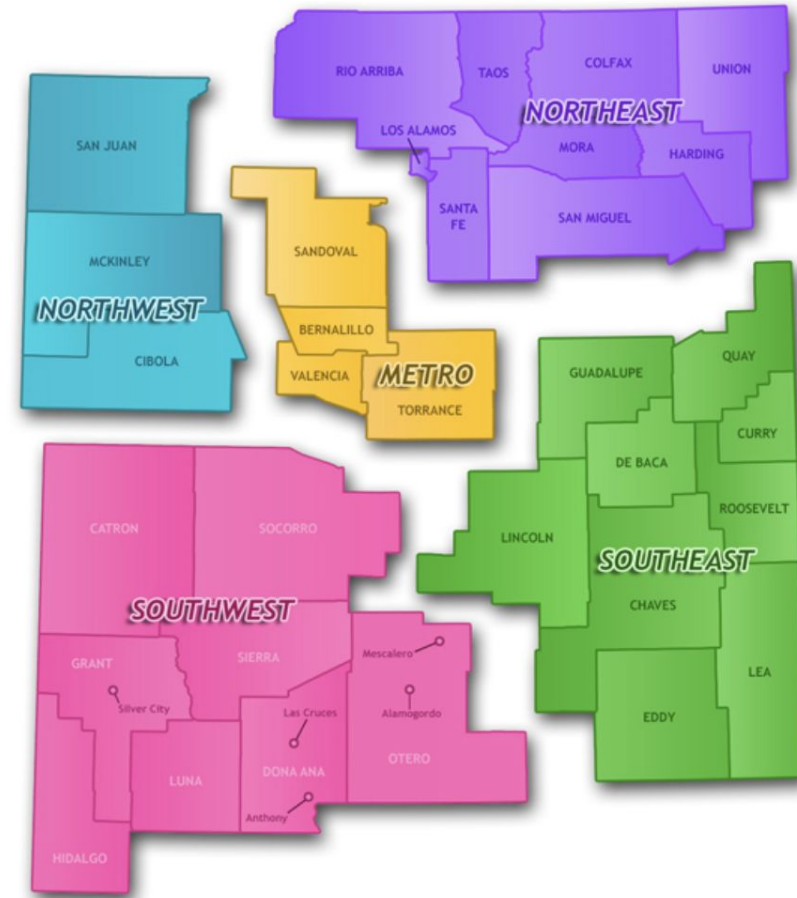 RIO ARRIBA
TAOS
COLFAX
UNION
NORTHEAST
LOS ALAMOS
MORA
HARDING
SANTA
FE
SAN MIGUEL
SAN JUAN
MCKINLEY
NORTHWEST
CIBOLA
SANDOVAL
BERNALILLO
VALENCIA
METRO
TORRANCE
QUAY
GUADALUPE
CURRY
DE BACA
ROOSEVELT
LINCOLN
SOUTHEAST
CHAVES
LEA
EDDY
CATRON
SOCORRO
SOUTHWEST
SIERRA
Mescalero
GRANT
Silver City
Las Cruces
Alamogordo
OTERO
DONA ANA
LUNA
Anthony
HIDALGO